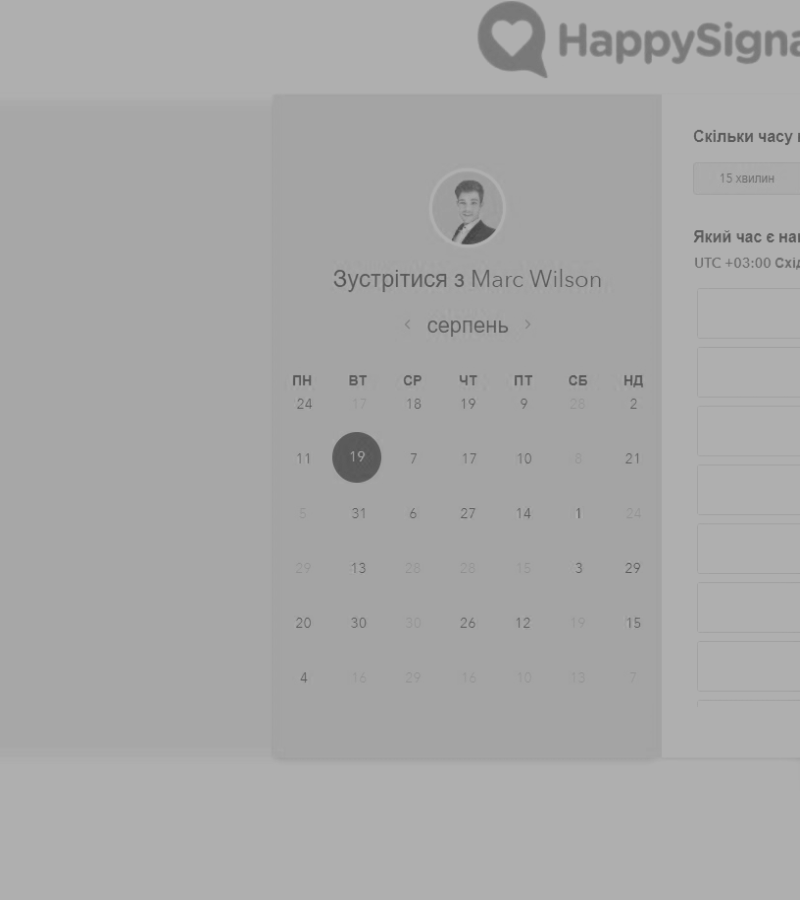 HappySigna
Зустрітися з Marc Wilson
серпень
ПН ВТ СР ЧТ ПТ СБ НД
24 17 18 19 9 28 2
11 19 7 17 10 8 21
5 31 6 27 14 1 24
29 13 28 28 15 3 29
20 30 30 26 12 19 15
4 16 29 16 10 13 7
Скільки часу
15 хвилин
Який час є
UTC +03:00